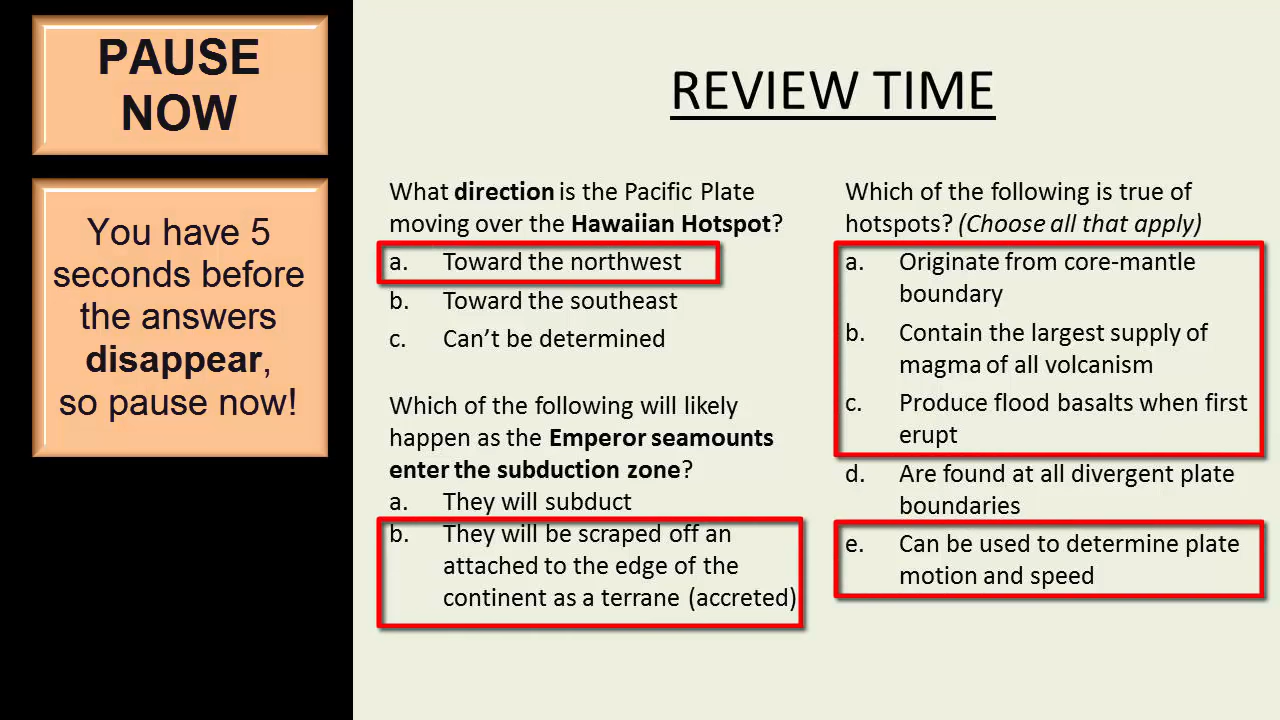 PAUSE
NOW
You have 5
seconds before
the answers
disappear,
so pause now!
REVIEW TIME
What direction is the Pacific Plate
moving over the Hawaiian Hotspot?
a. Toward the northwest
b. Toward the southeast
c. Can't be determined
Which of the following will likely
happen as the Emperor seamounts
enter the subduction zone?
a. They will subduct
b. They will be scraped off an
attached to the edge of the
continent as a terrane (accreted)
Which of the following is true of
hotspots? (Choose all that apply)
a. Originate from core-mantle
boundary
b. Contain the largest supply of
magma of all volcanism
c. Produce flood basalts when first
erupt
d. Are found at all divergent plate
boundaries
e. Can be used to determine plate
motion and speed